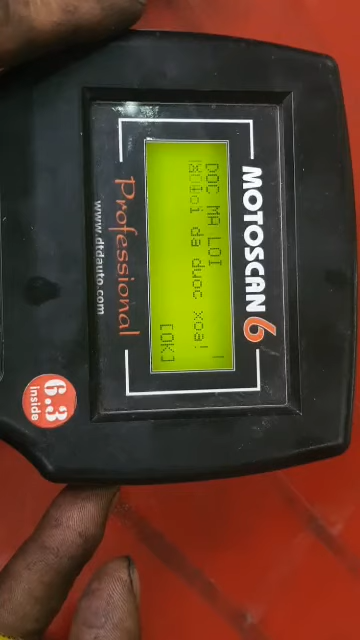 MOTOSCAN 6
DOC MA LOI
loi da duoc xoa!
[OK]
Professional
www.dtdauto.com
6.3
inside